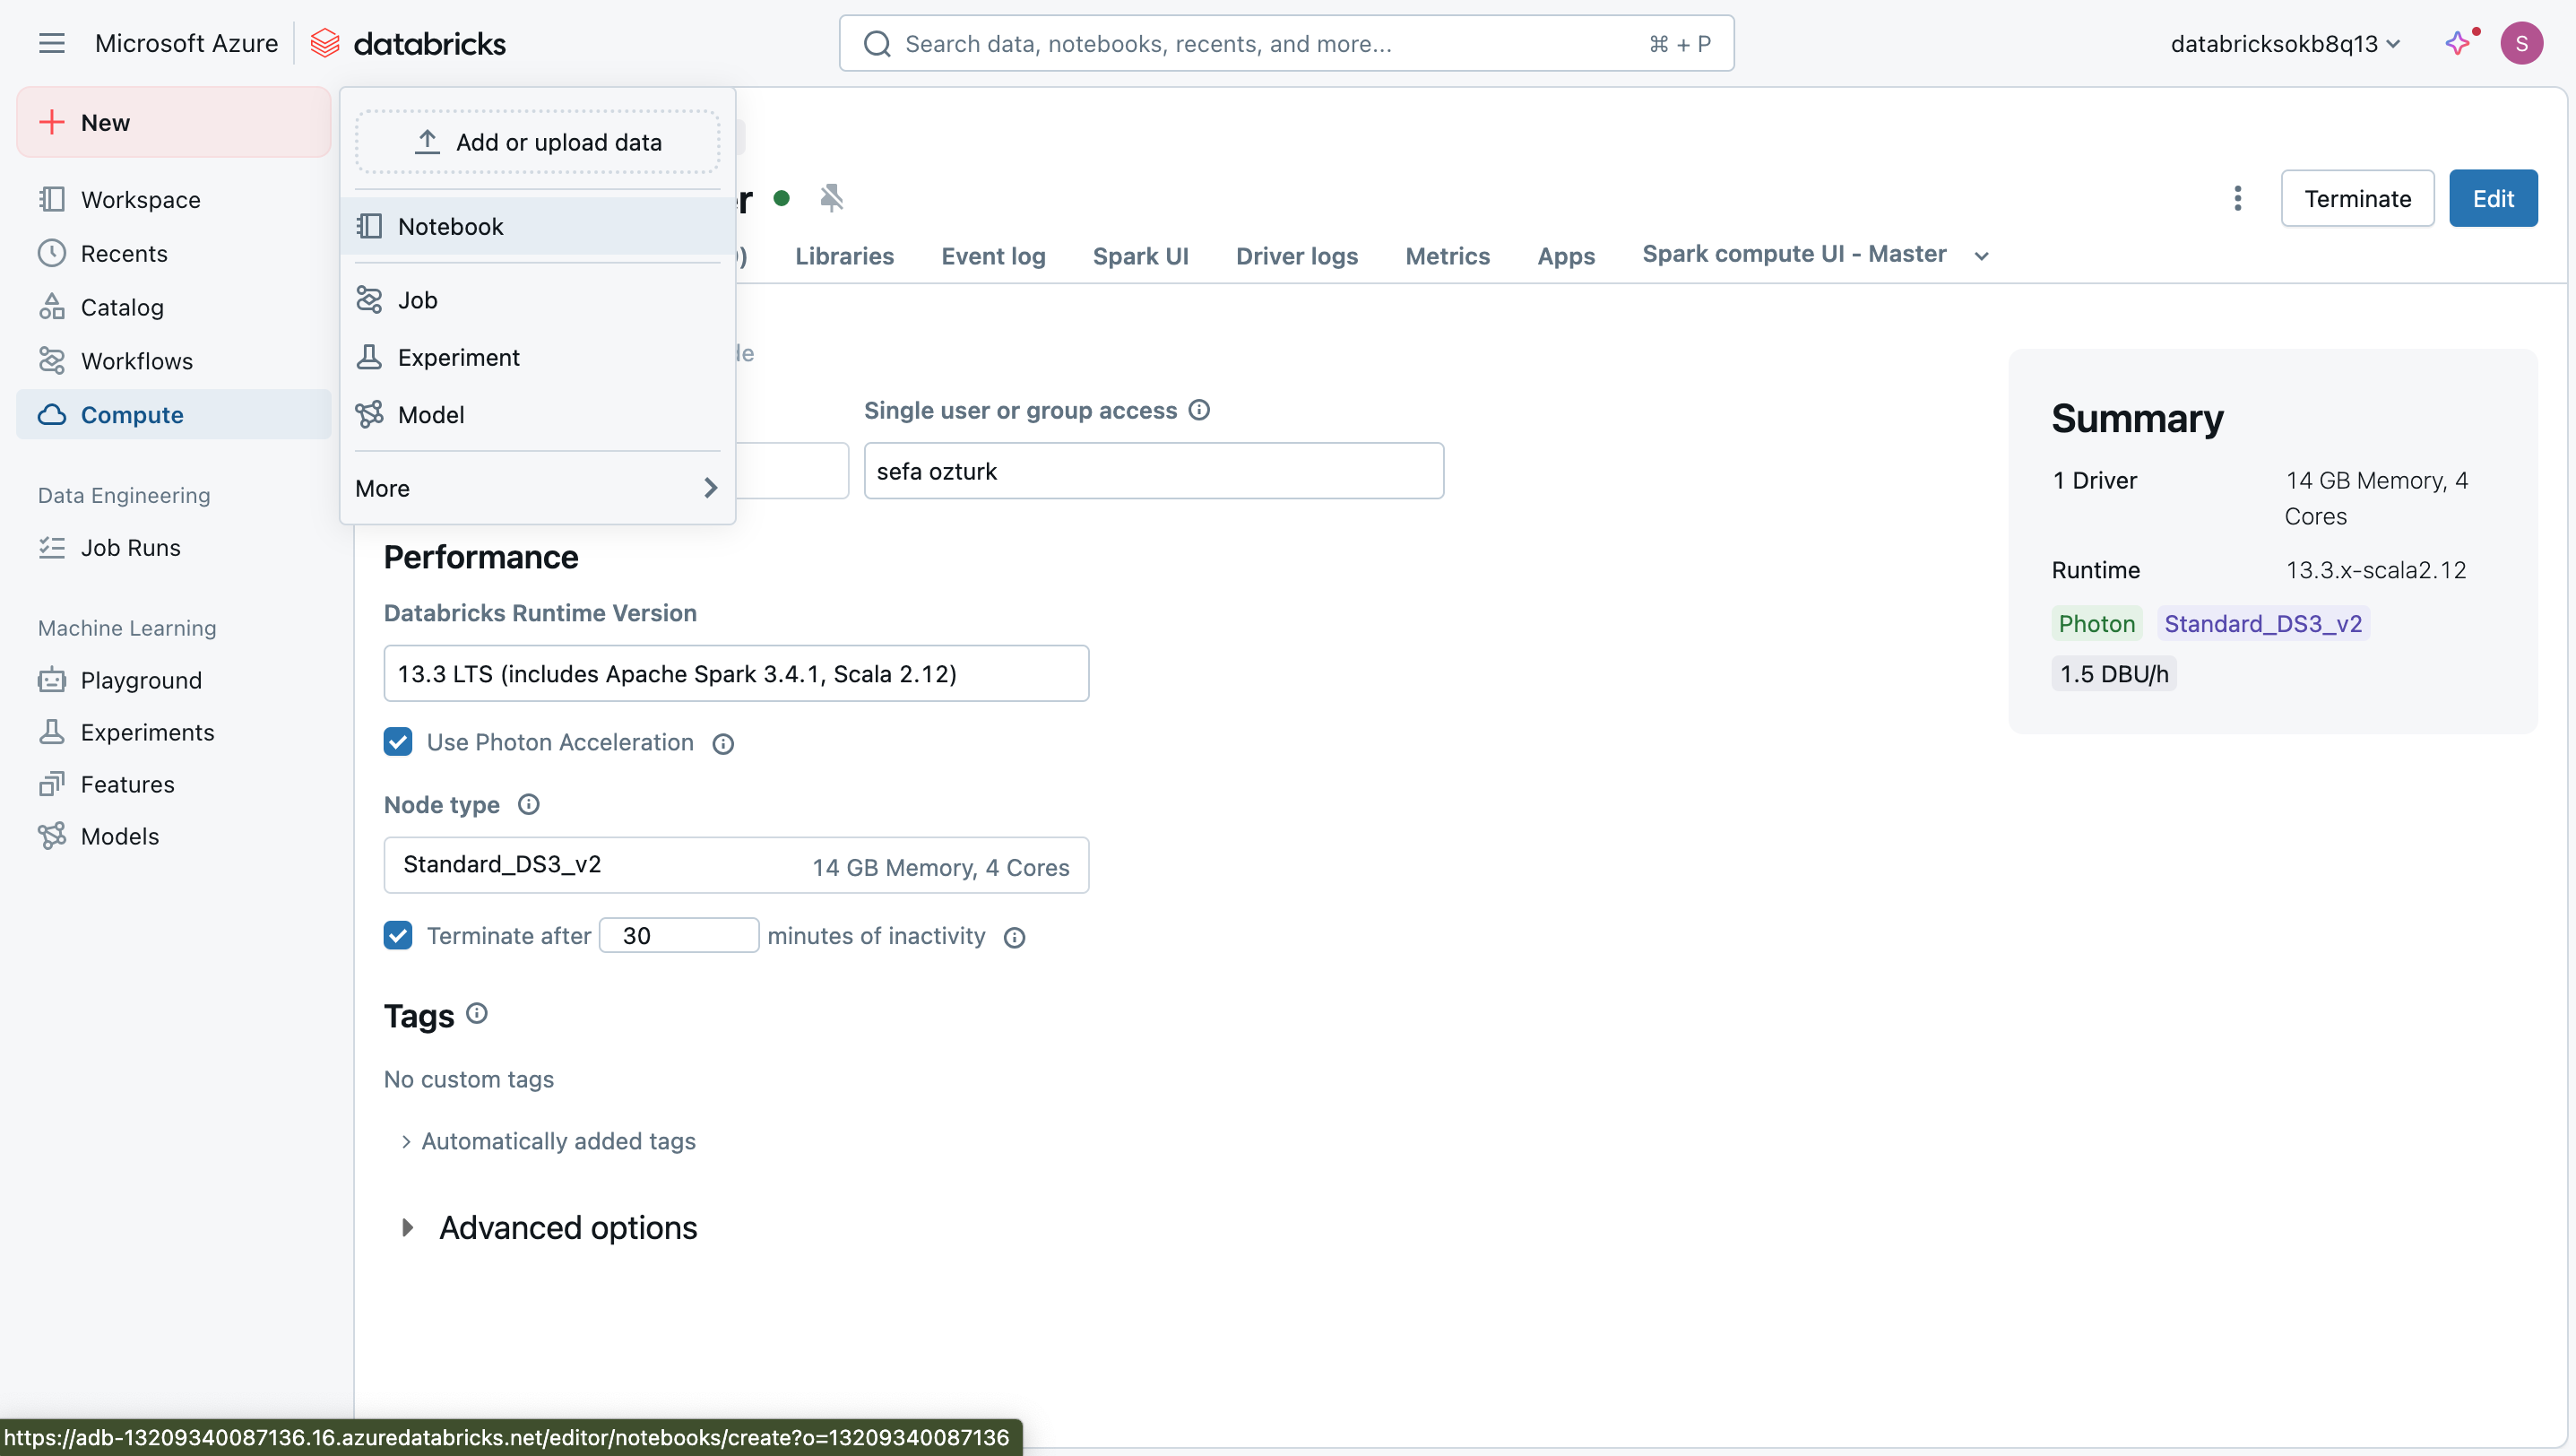 Microsoft Azure databricks
Search data, notebooks, recents, and more... ⌘ + P
databricksokb8q13
S
New
Workspace
Recents
Catalog
Workflows
Compute
Data Engineering
Job Runs
Machine Learning
Playground
Experiments
Features
Models
Add or upload data
Notebook
Job
Experiment
Model
More
Terminate
Edit
Libraries Event log Spark UI Driver logs Metrics Apps Spark compute UI - Master
Single user or group access
sefa ozturk
Performance
Databricks Runtime Version
13.3 LTS (includes Apache Spark 3.4.1, Scala 2.12)
Use Photon Acceleration
Node type
Standard_DS3_v2 14 GB Memory, 4 Cores
Terminate after 30 minutes of inactivity
Tags
No custom tags
Automatically added tags
Advanced options
Summary
1 Driver 14 GB Memory, 4
Cores
Runtime 13.3.x-scala2.12
Photon Standard_DS3_v2
1.5 DBU/h
https://adb-13209340087136.16.azuredatabricks.net/editor/notebooks/create?o=13209340087136